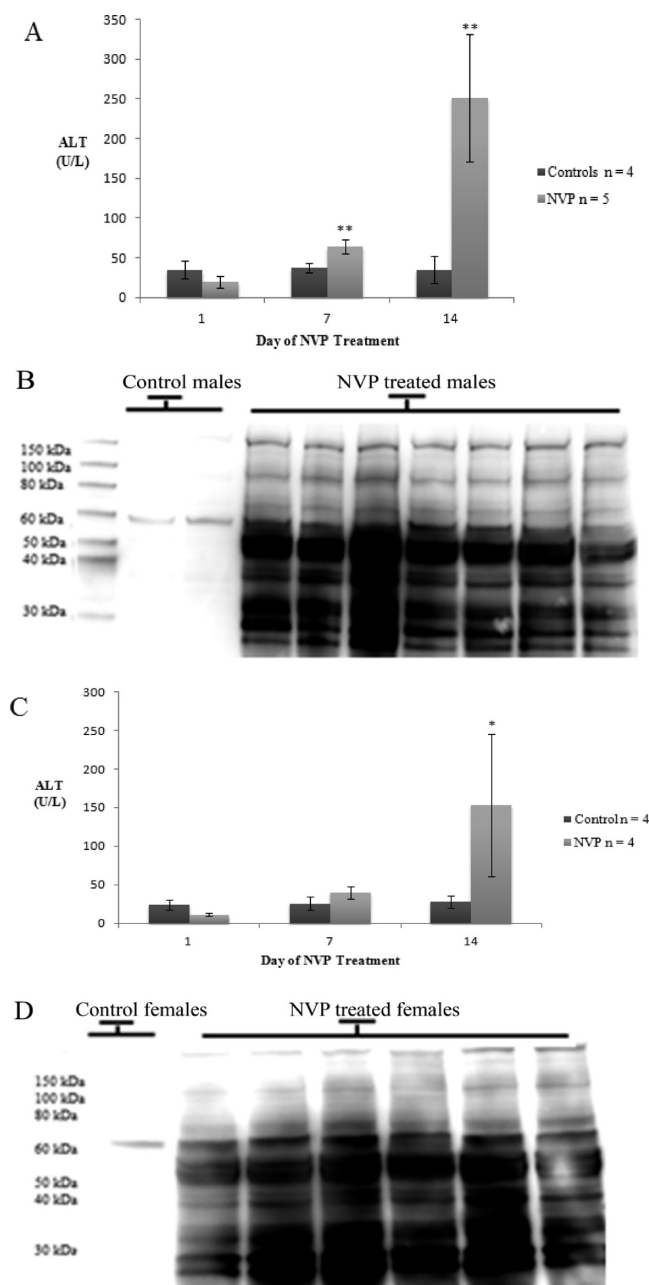 A
350
300
250
200
150
100
50
0
ALT
(U/L)
**
**
1
7
14
Day of NVP Treatment
Controls n = 4
NVP n = 5
B
Control males
NVP treated males
150 kDa
100 kDa
80 kDa
60 kDa
50 kDa
40 kDa
30 kDa
C
300
250
200
150
100
50
0
ALT
(U/L)
*
1
7
14
Day of NVP Treatment
Control n = 4
NVP n = 4
D
Control females
NVP treated females
150 kDa
100 kDa
80 kDa
60 kDa
50 kDa
40 kDa
30 kDa